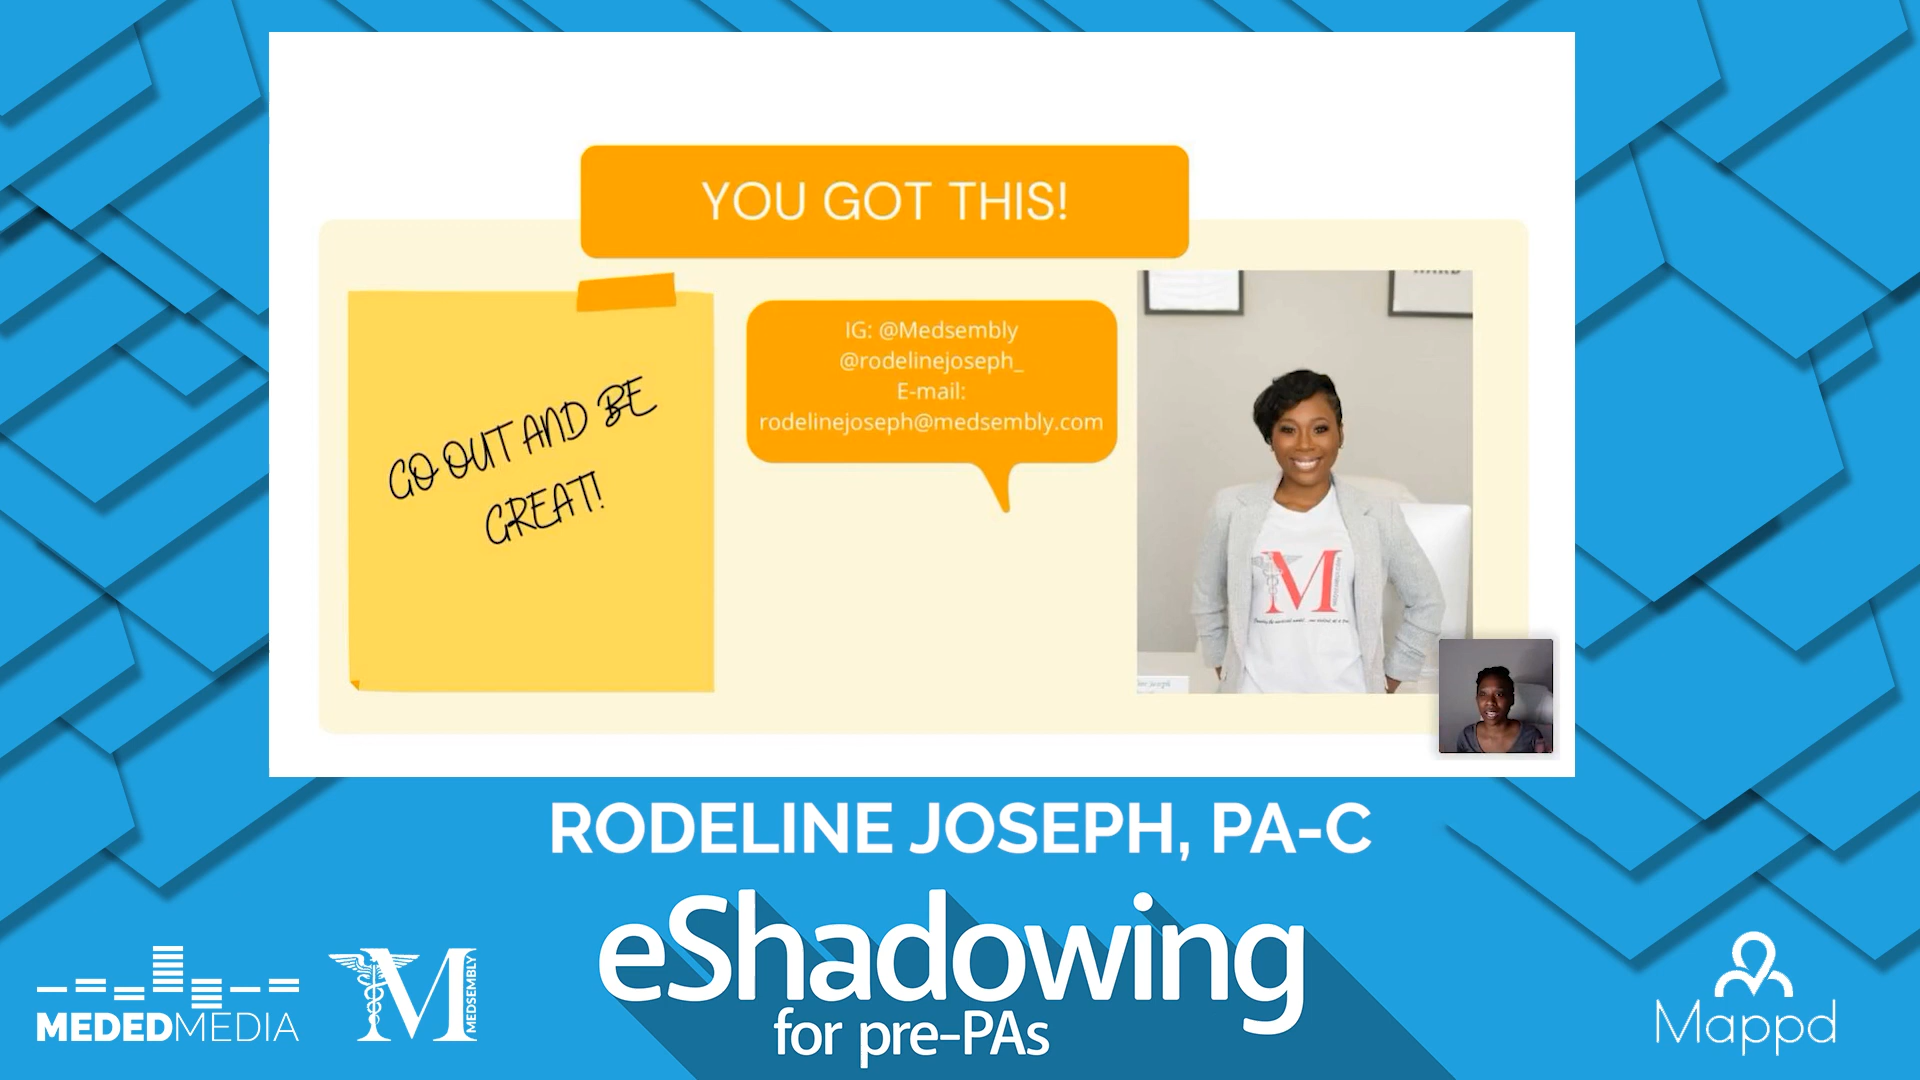 YOU GOT THIS!
GO OUT AND BE
GREAT!
IG: @Medsembly
@rodelinejoseph_
E-mail:
rodelinejoseph@medsembly.com
M
RODELINE JOSEPH, PA-C
eShadowing
for pre-PAs
MEDEDMEDIA
M
MEDSEMBLY
Mappd